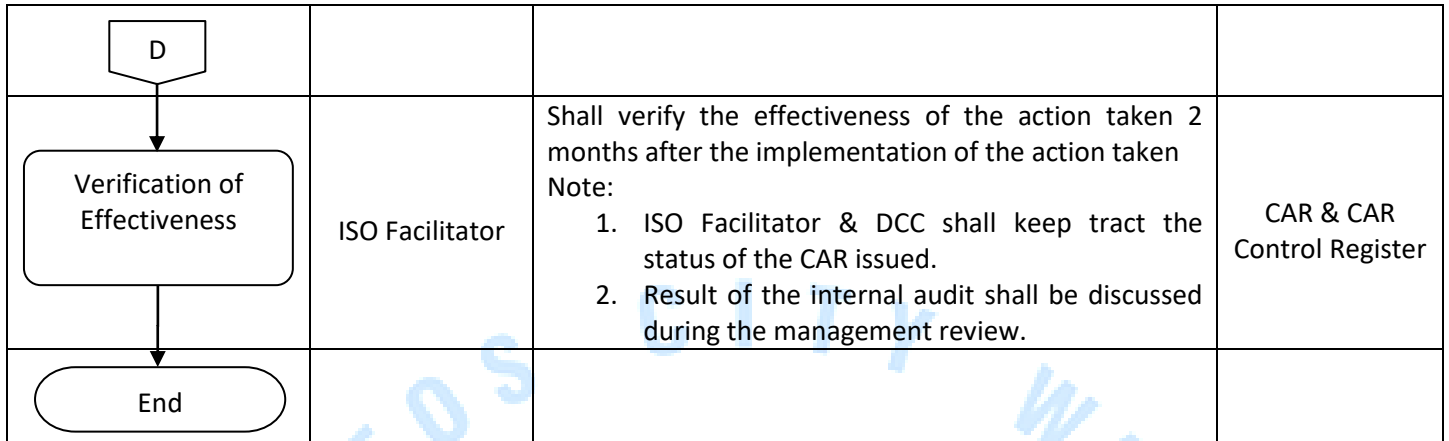 D
Verification of
Effectiveness
ISO Facilitator
Shall verify the effectiveness of the action taken 2
months after the implementation of the action taken
Note:
1. ISO Facilitator & DCC shall keep tract the
status of the CAR issued.
2. Result of the internal audit shall be discussed
during the management review.
CAR & CAR
Control Register
End
OS CITY W